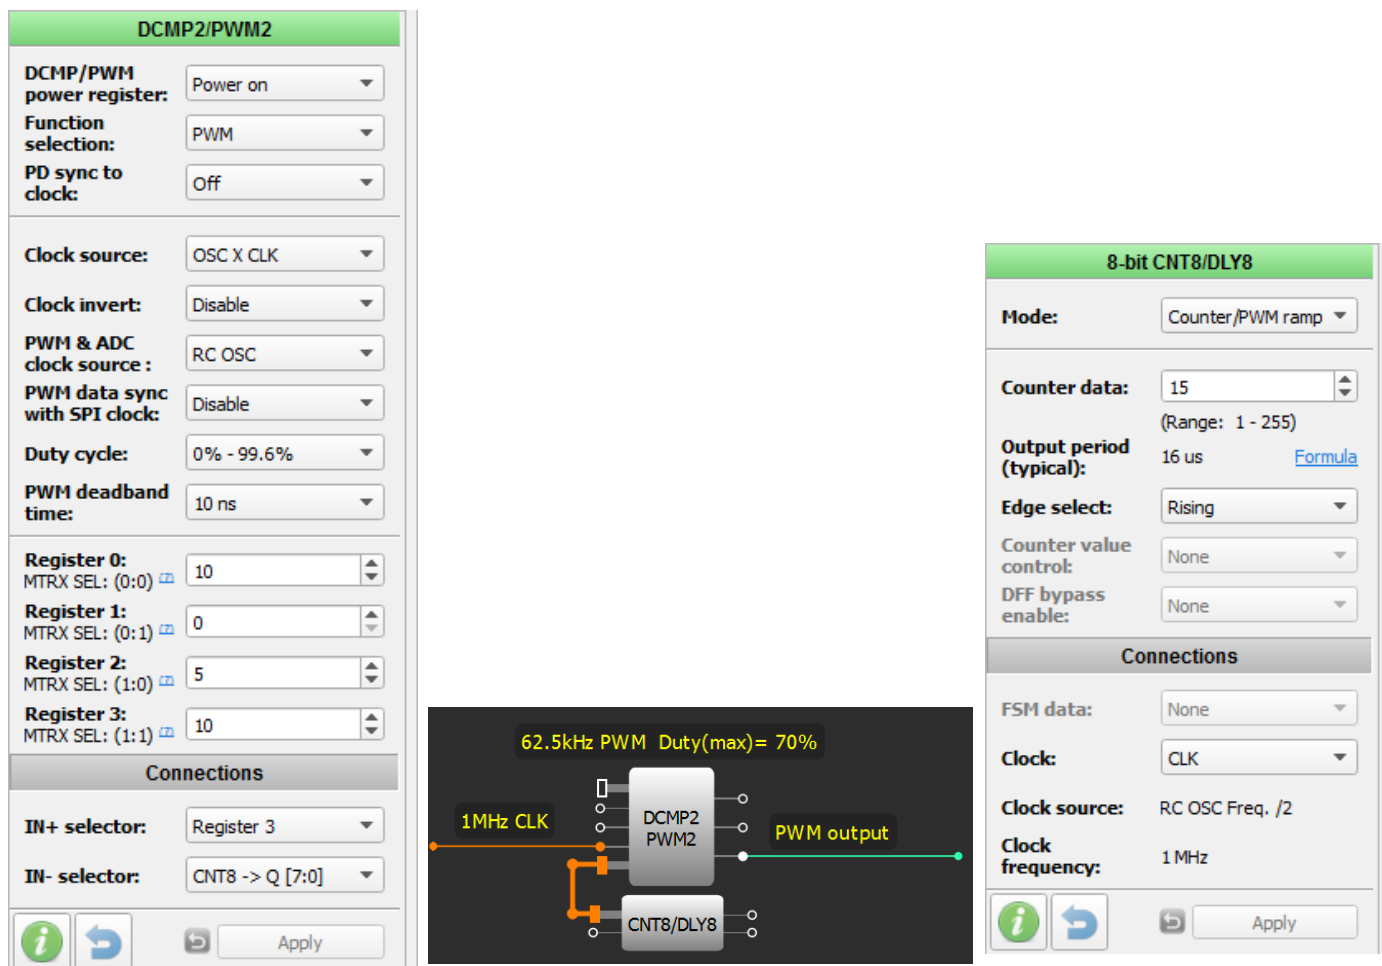 DCMP2/PWM2
DCMP/PWM
power register:
Power on
Function
selection:
PWM
PD sync to
clock:
Off
Clock source:
OSC X CLK
Clock invert:
Disable
PWM & ADC
clock source :
RC OSC
PWM data sync
with SPI clock:
Disable
Duty cycle:
0% - 99.6%
PWM deadband
time:
10 ns
Register 0:
MTRX SEL: (0:0) [7]
10
Register 1:
MTRX SEL: (0:1) [7]
0
Register 2:
MTRX SEL: (1:0) [7]
5
Register 3:
MTRX SEL: (1:1) [7]
10
Connections
IN+ selector:
Register 3
IN- selector:
CNT8 -> Q [7:0]
Apply
62.5kHz PWM Duty(max)= 70%
1MHz CLK
DCMP2
PWM2
PWM output
CNT8/DLY8
8-bit CNT8/DLY8
Mode:
Counter/PWM ramp
Counter data:
15
(Range: 1 - 255)
Output period
(typical):
16 us
Formula
Edge select:
Rising
Counter value
control:
None
DFF bypass
enable:
None
Connections
FSM data:
None
Clock:
CLK
Clock source:
RC OSC Freq. /2
Clock
frequency:
1 MHz
Apply